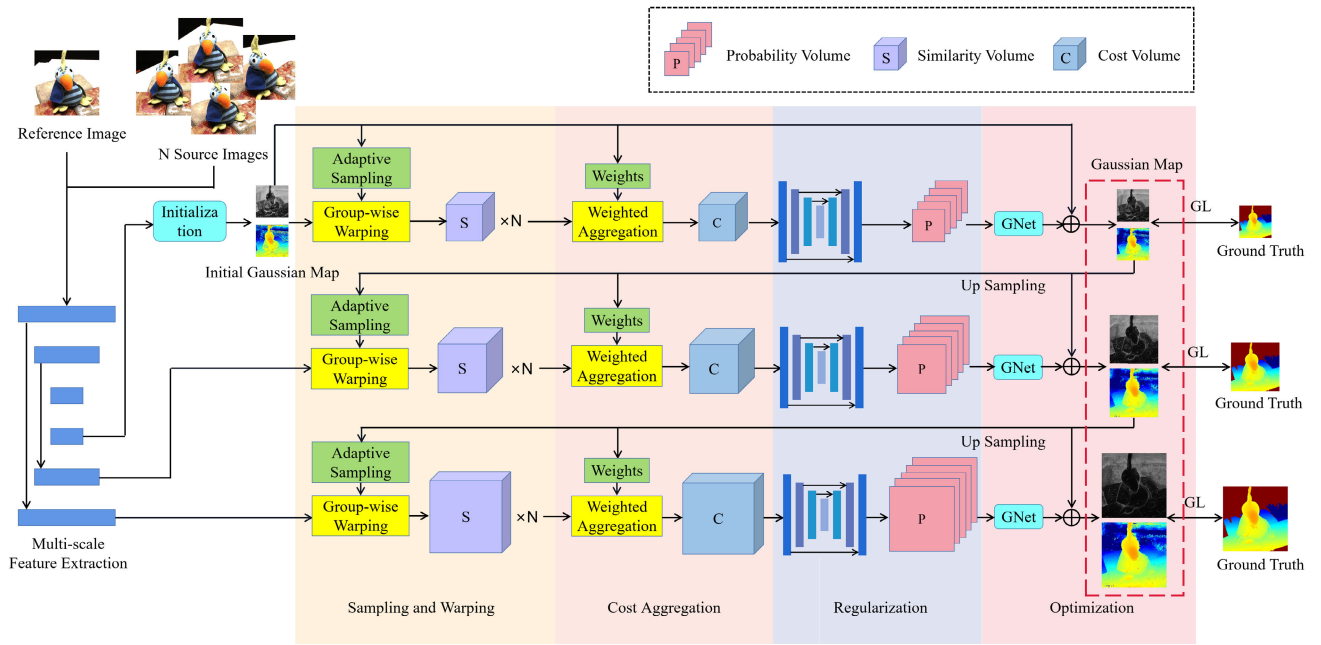 P
Probability Volume
S
Similarity Volume
C
Cost Volume
Reference Image
N Source Images
Initializa
tion
Initial Gaussian Map
Adaptive
Sampling
Group-wise
Warping
S
×N
Weights
Weighted
Aggregation
C
P
GNet
Gaussian Map
GL
Ground Truth
Up Sampling
Adaptive
Sampling
Group-wise
Warping
S
×N
Weights
Weighted
Aggregation
C
P
GNet
GL
Ground Truth
Up Sampling
Adaptive
Sampling
Group-wise
Warping
S
×N
Weights
Weighted
Aggregation
C
P
GNet
GL
Ground Truth
Multi-scale
Feature Extraction
Sampling and Warping
Cost Aggregation
Regularization
Optimization